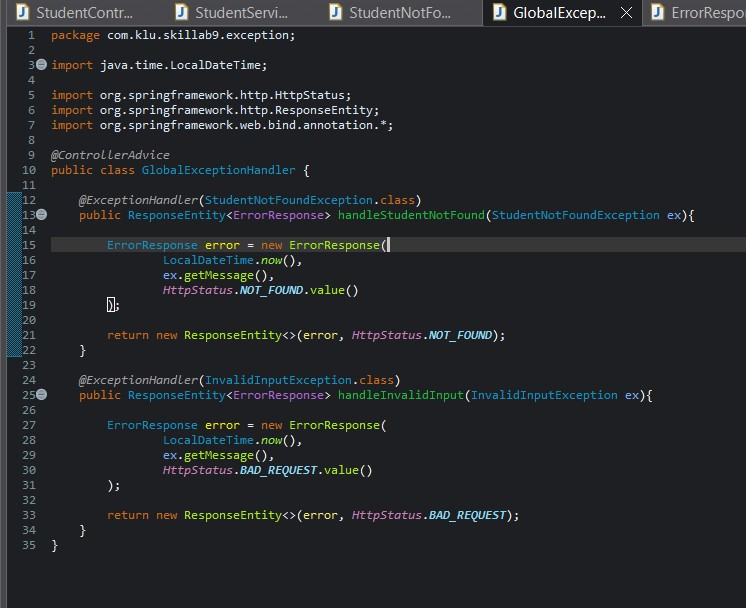 StudentContr...
StudentServi...
StudentNotFo...
GlobalExcep...
ErrorRespo
1 package com.klu.skillab9.exception;
2
3 import java.time.LocalDateTime;
4
5 import org.springframework.http.HttpStatus;
6 import org.springframework.http.ResponseEntity;
7 import org.springframework.web.bind.annotation.*;
8
9 @ControllerAdvice
10 public class GlobalExceptionHandler {
11
12 @ExceptionHandler(StudentNotFoundException.class)
13 public ResponseEntity<ErrorResponse> handleStudentNotFound(StudentNotFoundException ex){
14
15 ErrorResponse error = new ErrorResponse(
16 LocalDateTime.now(),
17 ex.getMessage(),
18 HttpStatus.NOT_FOUND.value()
19 );
20
21 return new ResponseEntity<>(error, HttpStatus.NOT_FOUND);
22 }
23
24 @ExceptionHandler(InvalidInputException.class)
25 public ResponseEntity<ErrorResponse> handleInvalidInput(InvalidInputException ex){
26
27 ErrorResponse error = new ErrorResponse(
28 LocalDateTime.now(),
29 ex.getMessage(),
30 HttpStatus.BAD_REQUEST.value()
31 );
32
33 return new ResponseEntity<>(error, HttpStatus.BAD_REQUEST);
34 }
35 }